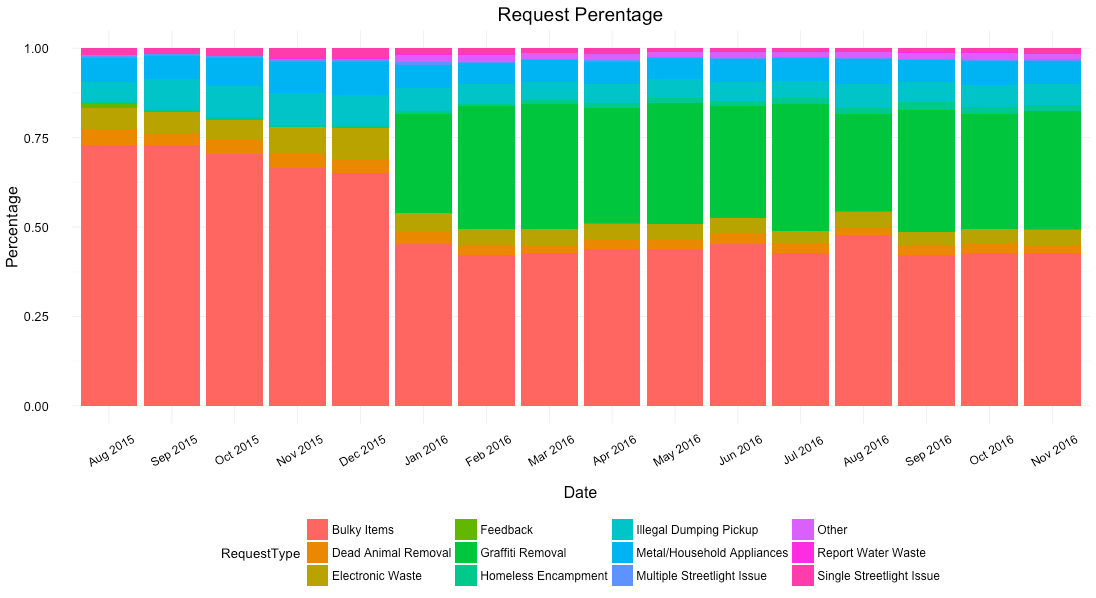 Request Perentage
Percentage
1.00
0.75
0.50
0.25
0.00
Aug 2015 Sep 2015 Oct 2015 Nov 2015 Dec 2015 Jan 2016 Feb 2016 Mar 2016 Apr 2016 May 2016 Jun 2016 Jul 2016 Aug 2016 Sep 2016 Oct 2016 Nov 2016
Date
RequestType
Bulky Items Feedback Illegal Dumping Pickup Other
Dead Animal Removal Graffiti Removal Metal/Household Appliances Report Water Waste
Electronic Waste Homeless Encampment Multiple Streetlight Issue Single Streetlight Issue